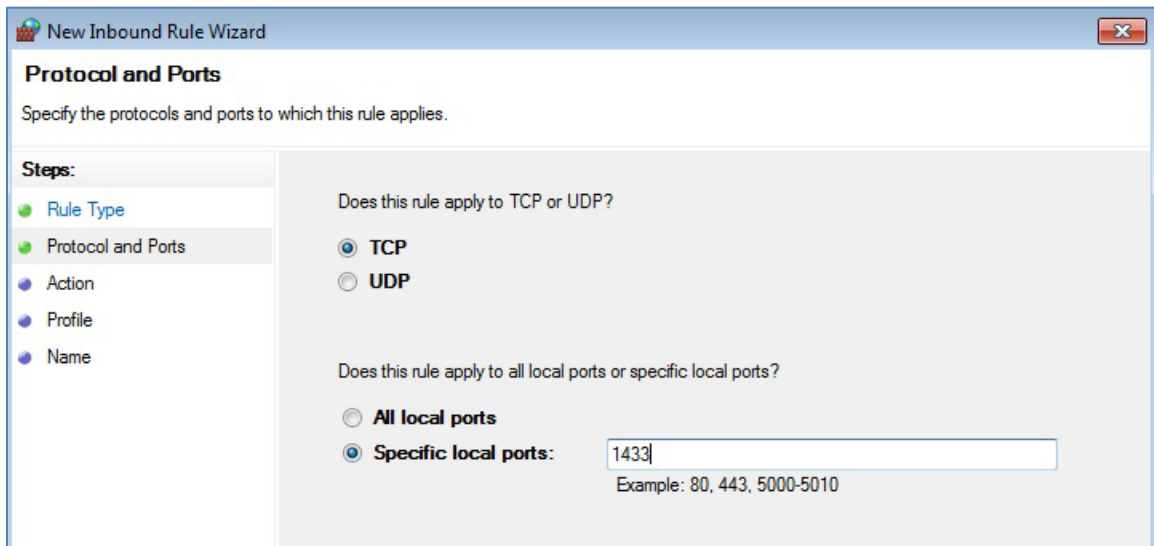 New Inbound Rule Wizard
Protocol and Ports
Specify the protocols and ports to which this rule applies.
Steps:
Rule Type
Protocol and Ports
Action
Profile
Name
Does this rule apply to TCP or UDP?
TCP
UDP
Does this rule apply to all local ports or specific local ports?
All local ports
Specific local ports: 1433
Example: 80, 443, 5000-5010